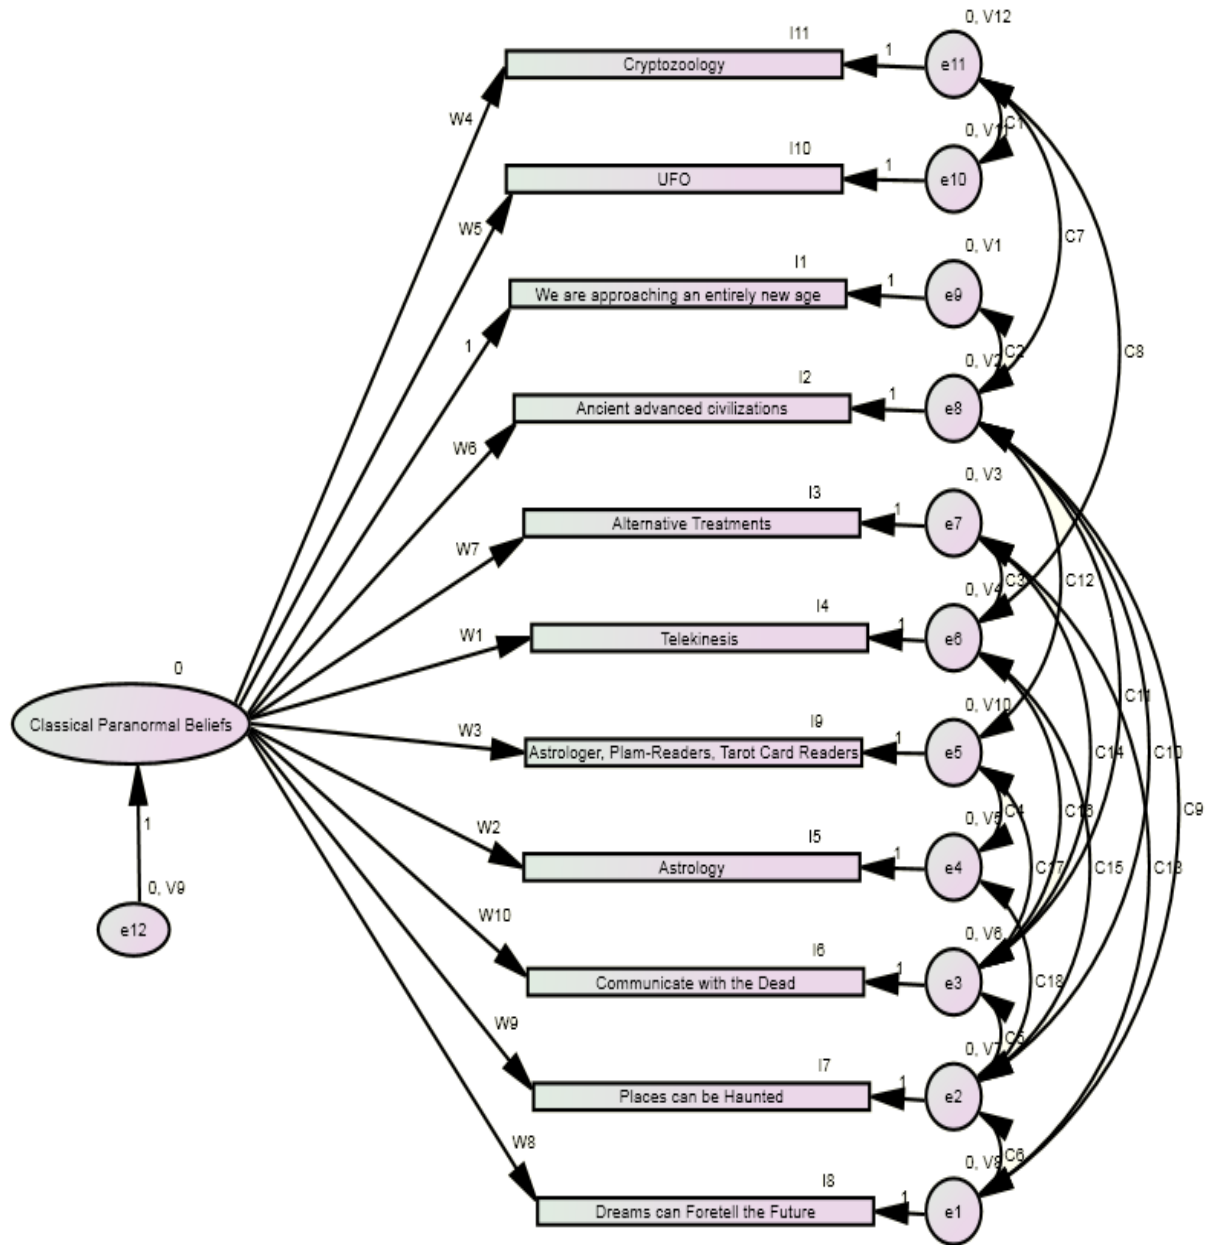 0, V12
I11
Cryptozoology
1
e11
W4
0, V11
C1
I10
UFO
1
e10
W5
C7
0, V1
I1
We are approaching an entirely new age
1
e9
1
C8
0, V2
C2
I2
Ancient advanced civilizations
1
e8
W6
0, V3
I3
Alternative Treatments
1
e7
W7
0, V4
C3
C12
I4
Telekinesis
1
e6
W1
0
Classical Paranormal Beliefs
1
0, V9
e12
0, V10
C11
I9
Astrologer, Plam-Readers, Tarot Card Readers
1
e5
W3
C14
C10
0, V5
C4
C16
C9
I5
Astrology
1
e4
W2
C17
C15
C13
0, V6
I6
Communicate with the Dead
1
e3
W10
C18
0, V7
C5
I7
Places can be Haunted
1
e2
W9
0, V8
C6
I8
Dreams can Foretell the Future
1
e1
W8